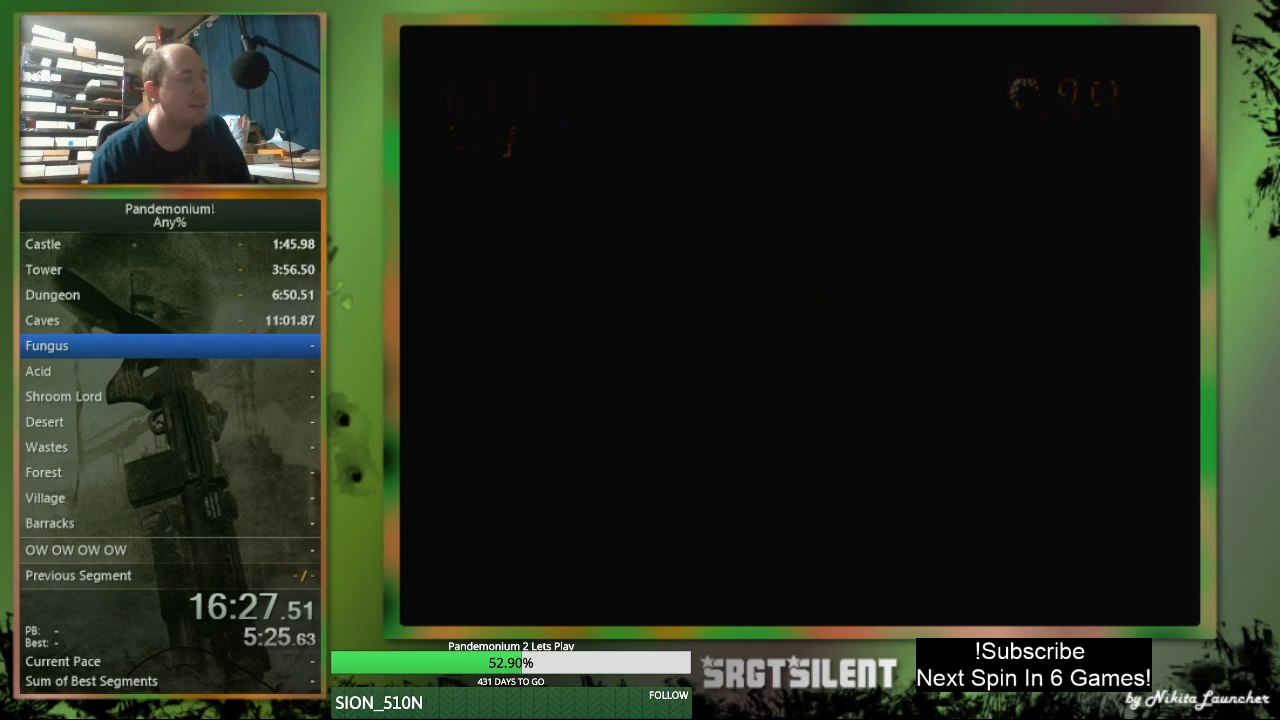 90
Pandemonium!
Any%
Castle - 1:45.98
Tower - 3:56.50
Dungeon - 6:50.51
Caves - 11:01.87
Fungus -
Acid -
Shroom Lord -
Desert -
Wastes -
Forest -
Village -
Barracks -
OW OW OW OW -
Previous Segment - / -
16:27.51
PB: -
Best: -
5:25.63
Current Pace -
Sum of Best Segments -
Pandemonium 2 Lets Play
52.90%
431 DAYS TO GO
SION_510N
FOLLOW
SRGTSILENT
!Subscribe
Next Spin In 6 Games!
by NikitaLauncher